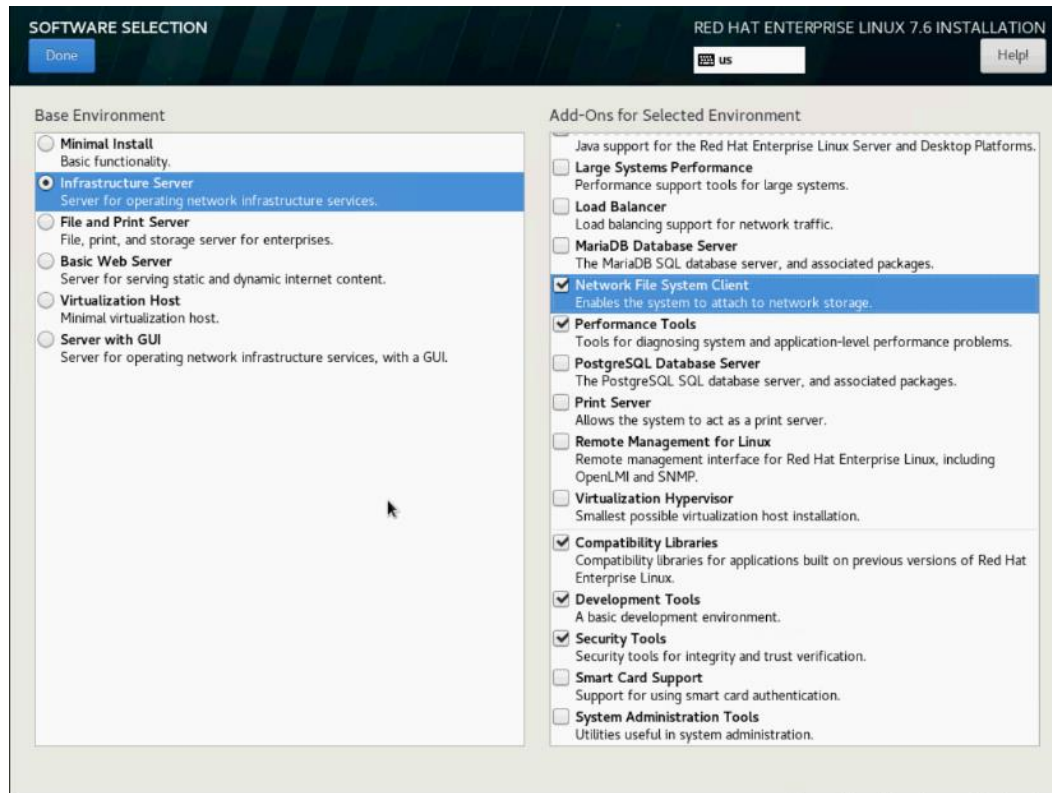 SOFTWARE SELECTION
RED HAT ENTERPRISE LINUX 7.6 INSTALLATION
Done
us
Help!
Base Environment
Minimal Install
Basic functionality.
Infrastructure Server
Server for operating network infrastructure services.
File and Print Server
File, print, and storage server for enterprises.
Basic Web Server
Server for serving static and dynamic internet content.
Virtualization Host
Minimal virtualization host.
Server with GUI
Server for operating network infrastructure services, with a GUI.
Add-Ons for Selected Environment
Java support for the Red Hat Enterprise Linux Server and Desktop Platforms.
Large Systems Performance
Performance support tools for large systems.
Load Balancer
Load balancing support for network traffic.
MariaDB Database Server
The MariaDB SQL database server, and associated packages.
Network File System Client
Enables the system to attach to network storage.
Performance Tools
Tools for diagnosing system and application-level performance problems.
PostgreSQL Database Server
The PostgreSQL SQL database server, and associated packages.
Print Server
Allows the system to act as a print server.
Remote Management for Linux
Remote management interface for Red Hat Enterprise Linux, including
OpenLMI and SNMP.
Virtualization Hypervisor
Smallest possible virtualization host installation.
Compatibility Libraries
Compatibility libraries for applications built on previous versions of Red Hat
Enterprise Linux.
Development Tools
A basic development environment.
Security Tools
Security tools for integrity and trust verification.
Smart Card Support
Support for using smart card authentication.
System Administration Tools
Utilities useful in system administration.